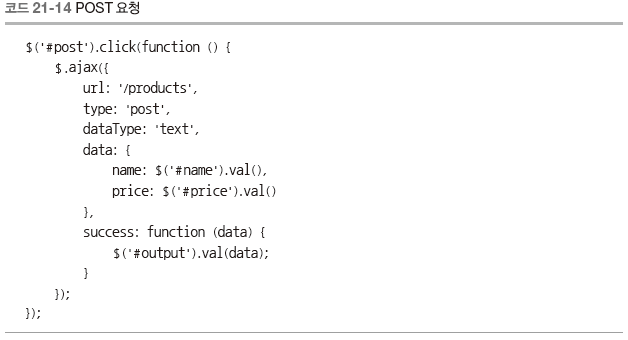 코드 21-14 POST 요청
$('#post').click(function () {
    $.ajax({
        url: '/products',
        type: 'post',
        dataType: 'text',
        data: {
            name: $('#name').val(),
            price: $('#price').val()
        },
        success: function (data) {
            $('#output').val(data);
        }
    });
});